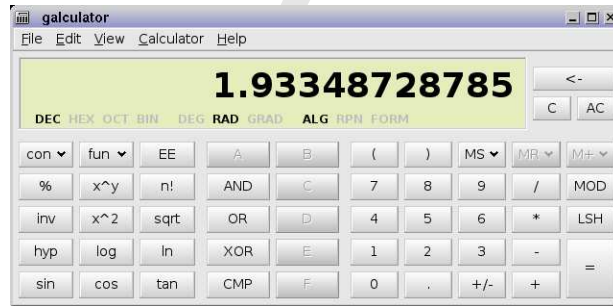 galculator
File Edit View Calculator Help
1.93348728785
<-
DEC HEX OCT BIN DEG RAD GRAD ALG RPN FORM
C AC
con fun EE A B ( ) MS MR M+
% x^y n! AND C 7 8 9 / MOD
inv x^2 sqrt OR D 4 5 6 * LSH
hyp log ln XOR E 1 2 3 - =
sin cos tan CMP F 0 . +/- +